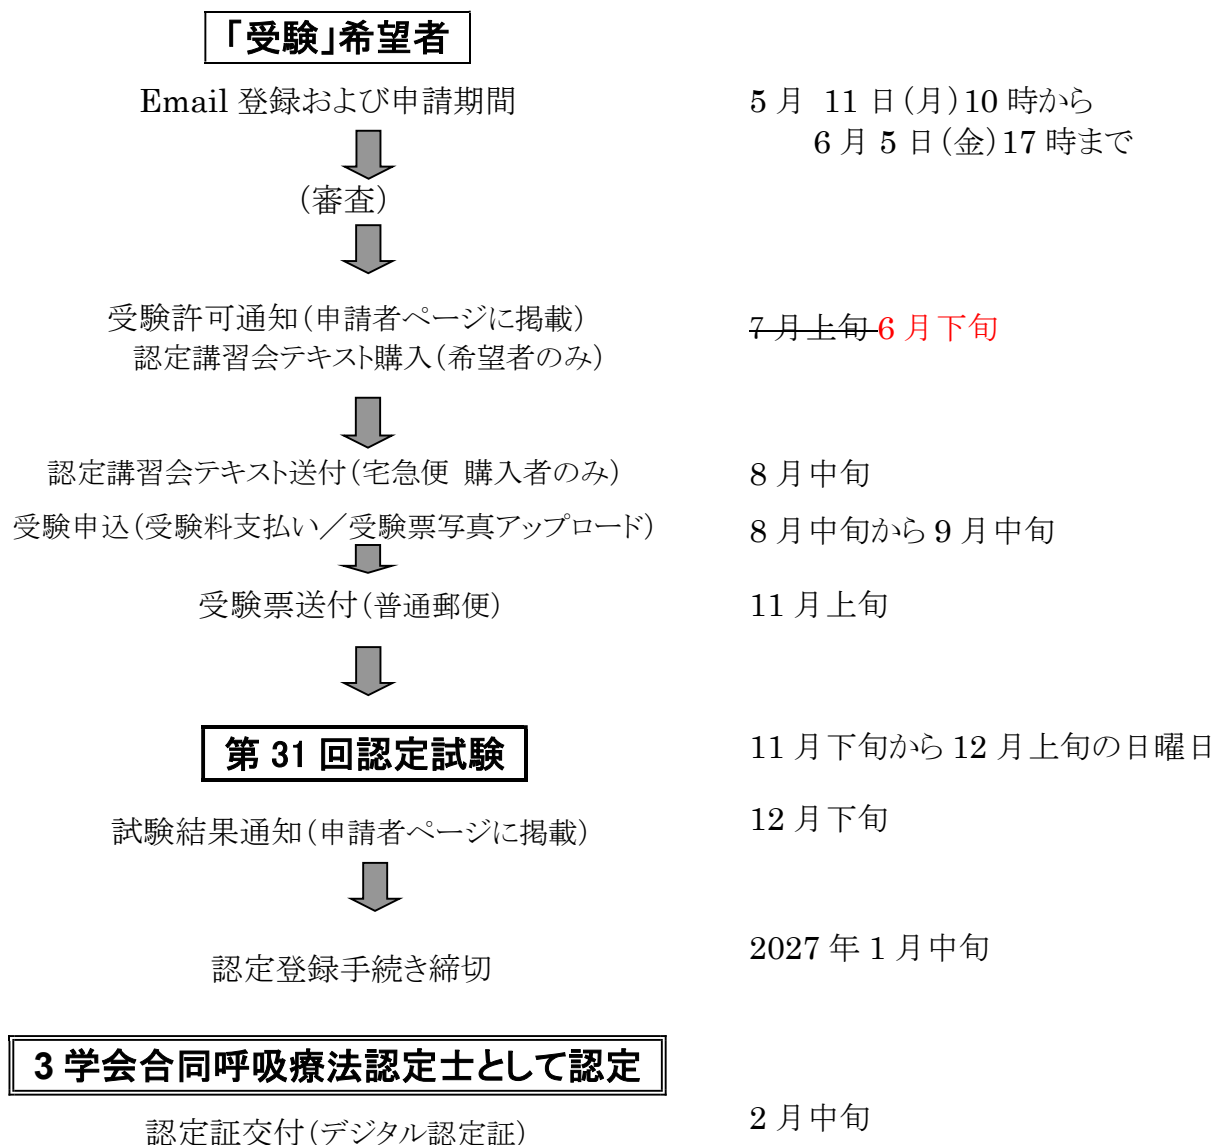 「受験」希望者
Email 登録および申請期間
5 月 11 日(月)10 時から
6 月 5 日(金)17 時まで
(審査)
受験許可通知(申請者ページに掲載)
7 月上旬 6 月下旬
認定講習会テキスト購入(希望者のみ)
認定講習会テキスト送付(宅急便 購入者のみ)
8 月中旬
受験申込(受験料支払い/受験票写真アップロード)
8 月中旬から 9 月中旬
受験票送付(普通郵便)
11 月上旬
第 31 回認定試験
11 月下旬から 12 月上旬の日曜日
試験結果通知(申請者ページに掲載)
12 月下旬
認定登録手続き締切
2027 年 1 月中旬
3 学会合同呼吸療法認定士として認定
認定証交付(デジタル認定証)
2 月中旬